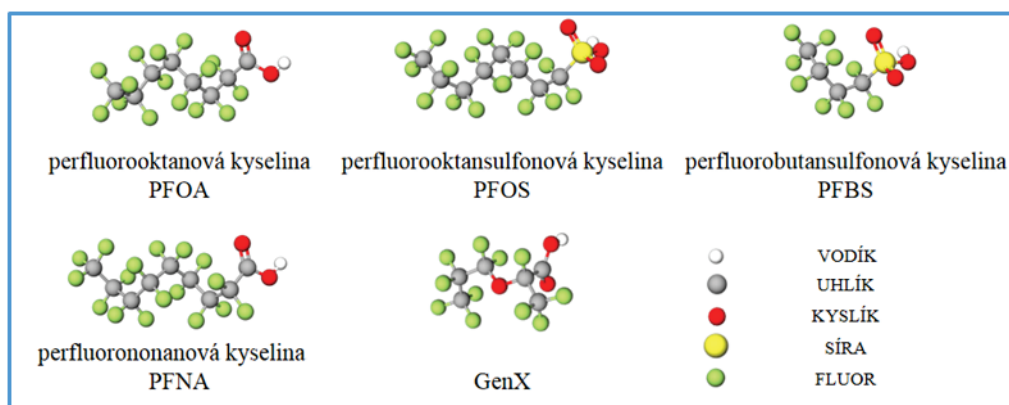 perfluorooktanová kyselina
PFOA
perfluorooktansulfonová kyselina
PFOS
perfluorobutansulfonová kyselina
PFBS
perfluorononanová kyselina
PFNA
GenX
VODÍK
UHLÍK
KYSLÍK
SÍRA
FLUOR